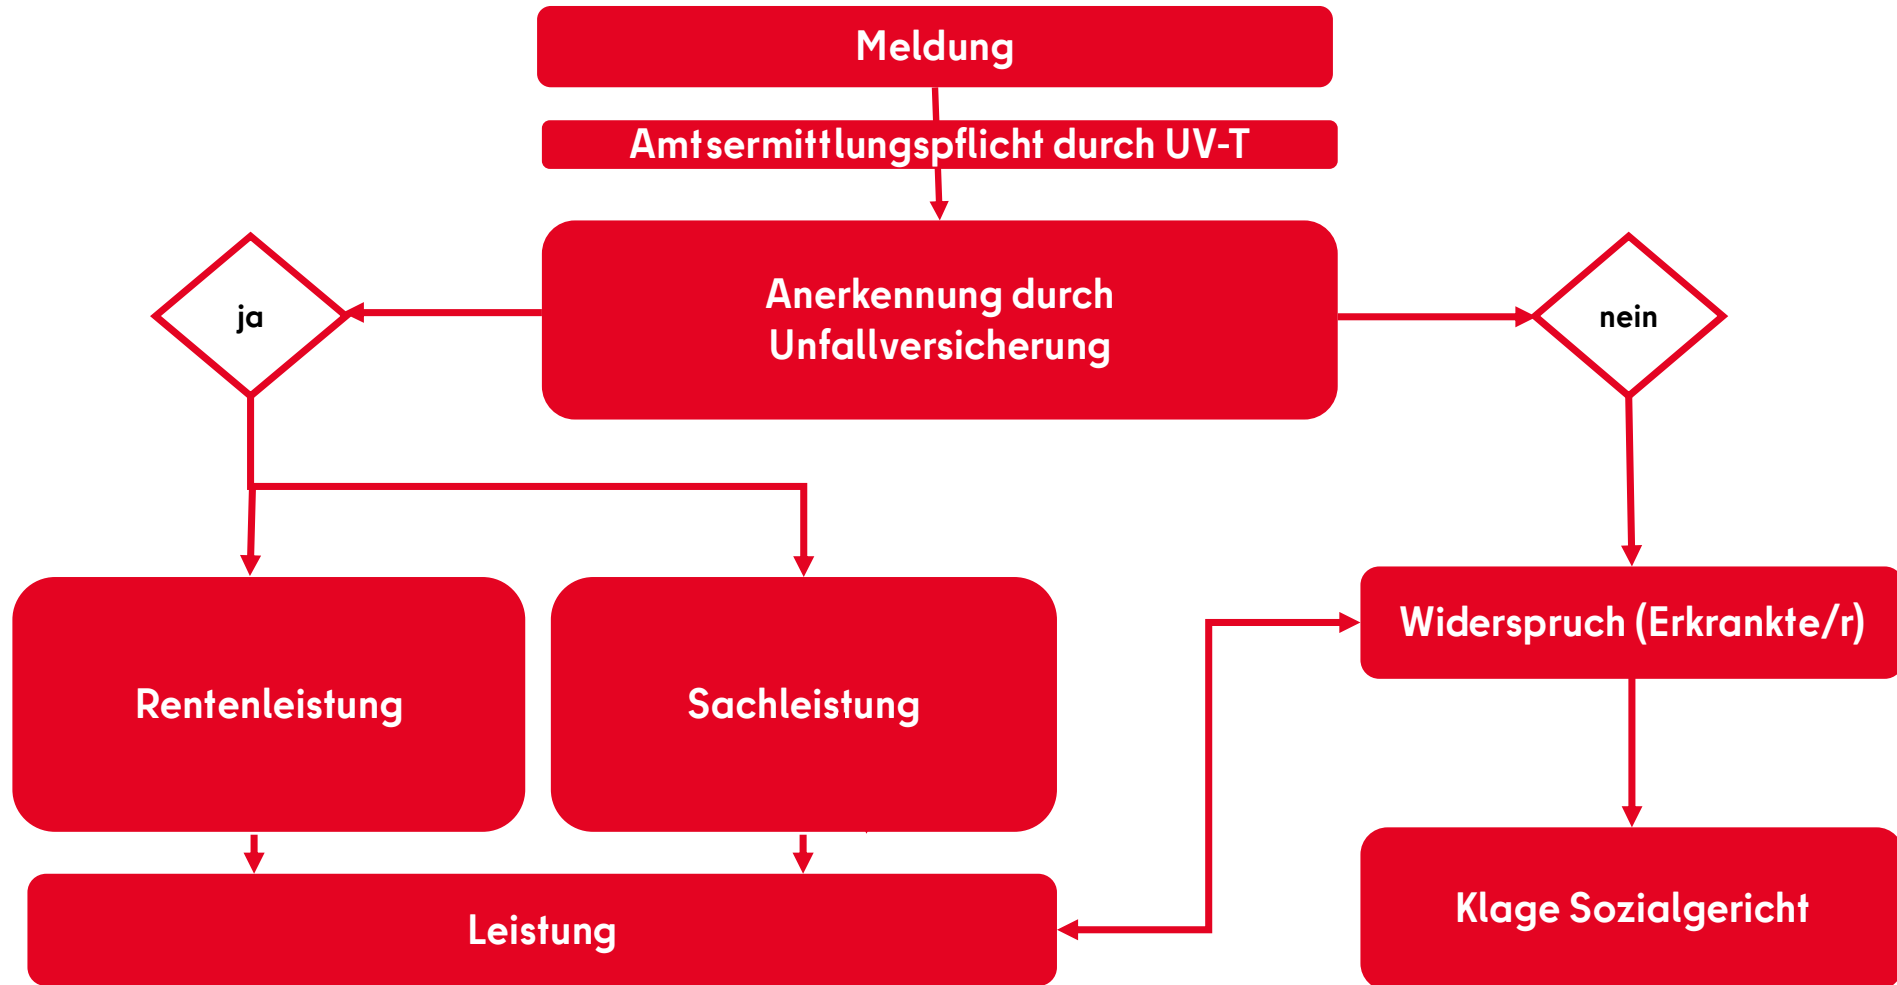 Meldung
Amtsermittlungspflicht durch UV-T
Anerkennung durch
Unfallversicherung
ja
nein
Widerspruch (Erkrankte/r)
Rentenleistung
Sachleistung
Klage Sozialgericht
Leistung